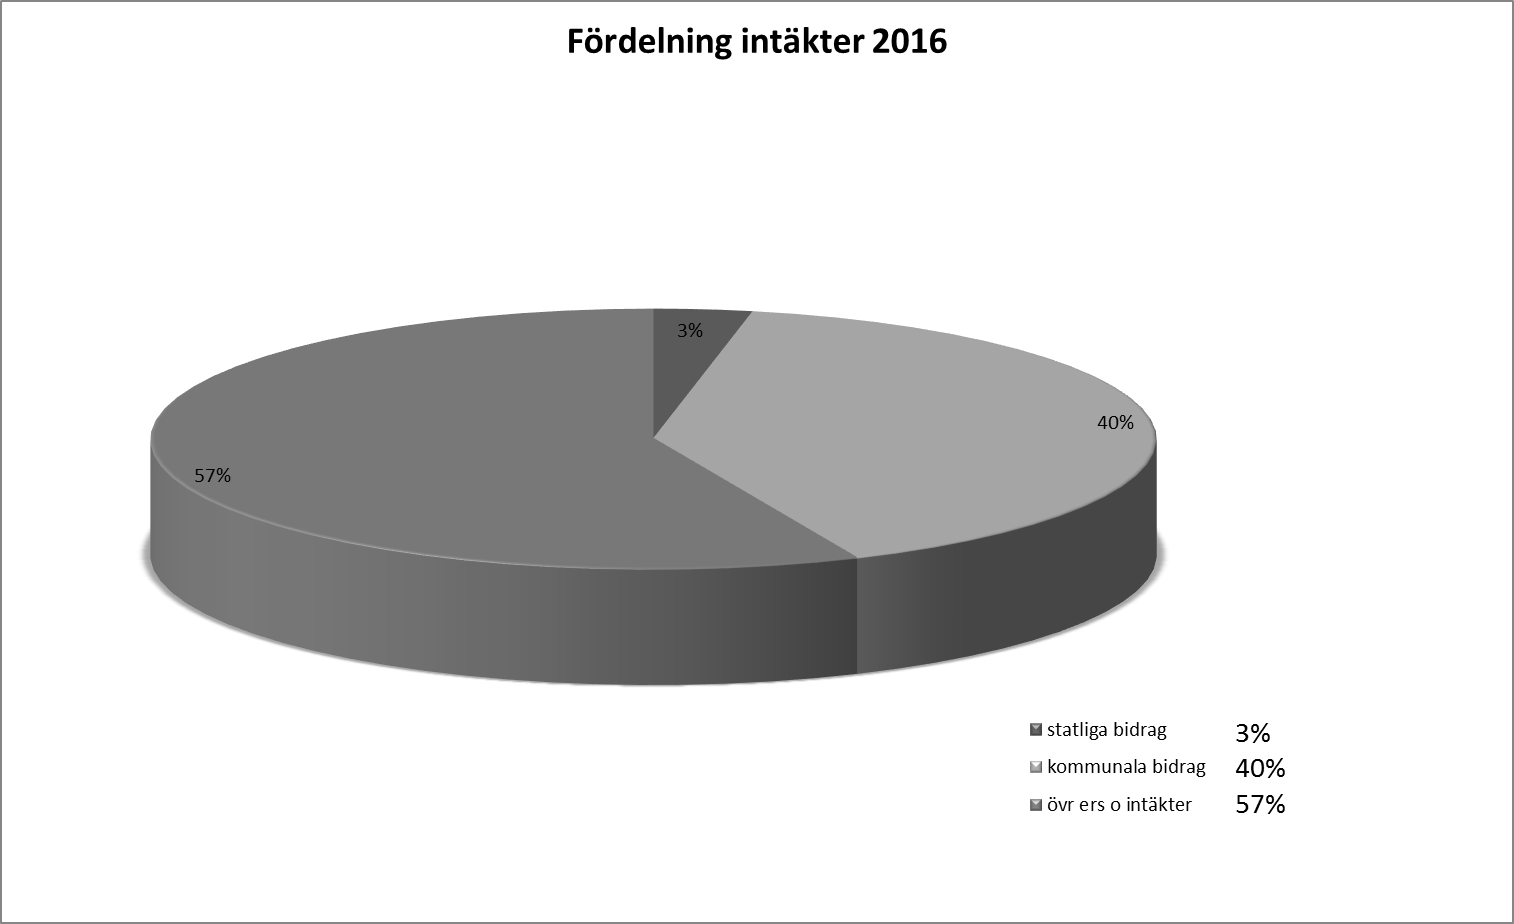 Fördelning intäkter 2016
3%
40%
57%
statliga bidrag 3%
kommunala bidrag 40%
övr ers o intäkter 57%